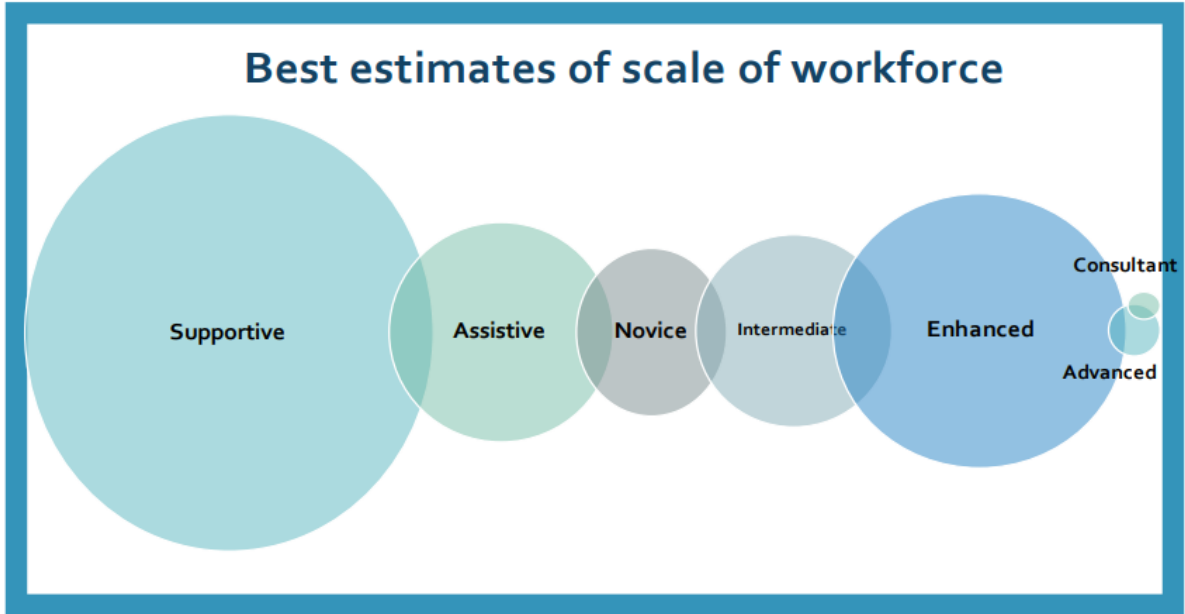 Best estimates of scale of workforce
Consultant
Supportive
Assistive
Novice
Intermediate
Enhanced
Advanced